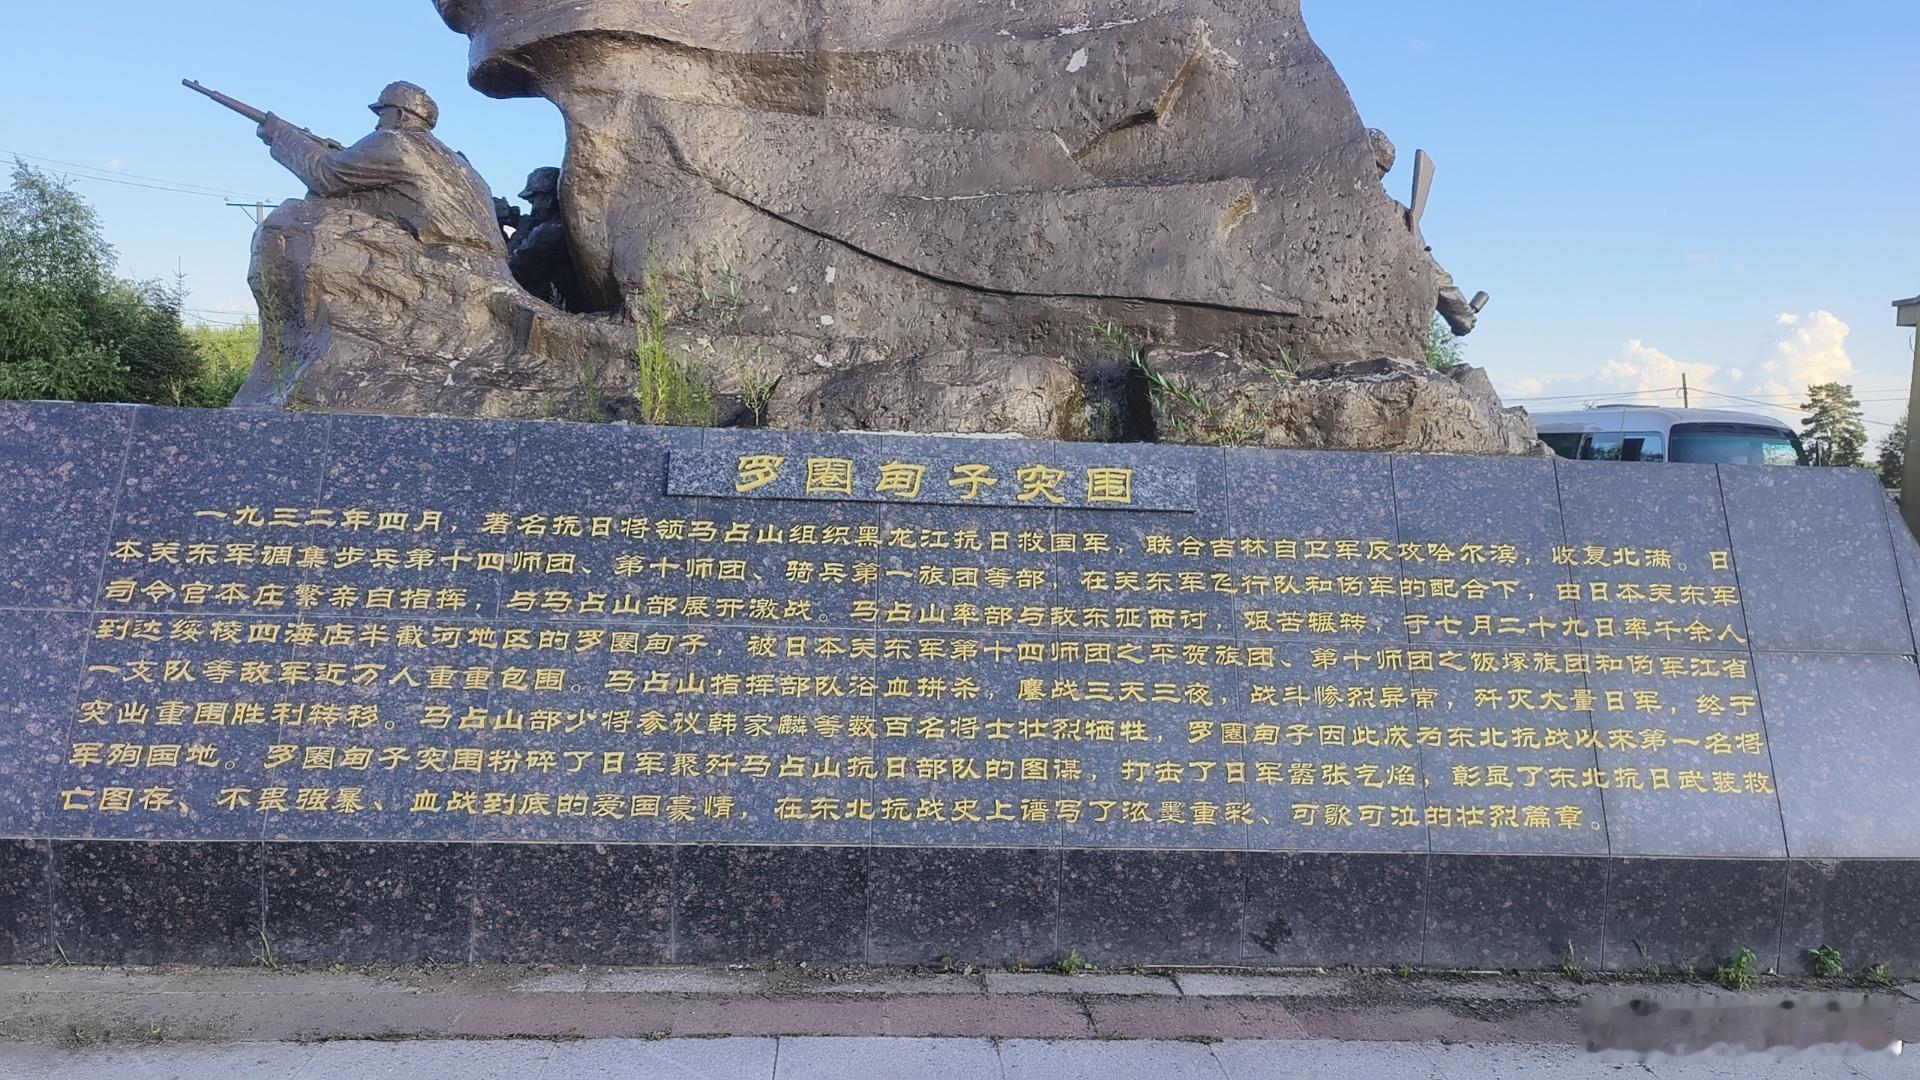 罗圈甸子突围
一九三二年四月，著名抗日将领马占山组织黑龙江抗日救国军，联合吉林自卫军反攻哈尔滨，收复北满。日
本关东军调集步兵第十四师团、第十师团、骑兵第一旅团等部，在关东军飞行队和伪军的配合下，由日本关东军
司令官本庄繁亲自指挥，与马占山部展开激战。马占山率部与敌东征西讨，艰苦辗转，于七月二十九日率千余人
到达绥棱四海店半截河地区的罗圈甸子，被日本关东军第十四师团之平贺旅团、第十师团之饭塚旅团和伪军江省
一支队等敌军近万人重重包围。马占山指挥部队浴血拼杀，鏖战三天三夜，战斗惨烈异常，歼灭大量日军，终于
突出重围胜利转移。马占山部少将参议韩家麟等数百名将士壮烈牺牲，罗圈甸子因此成为东北抗战以来第一名将
军殉国地。罗圈甸子突围粉碎了日军聚歼马占山抗日部队的图谋，打击了日军嚣张气焰，彰显了东北抗日武装救
亡图存、不畏强暴、血战到底的爱国豪情，在东北抗战史上谱写了浓墨重彩、可歌可泣的壮烈篇章。